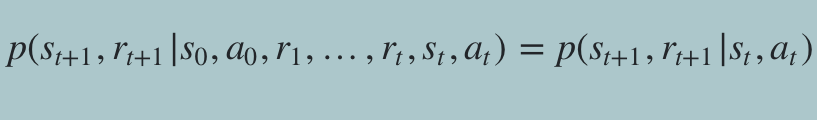 p(s_{t+1}, r_{t+1}|s_0, a_0, r_1, … , r_t, s_t, a_t) = p(s_{t+1}, r_{t+1}|s_t, a_t)